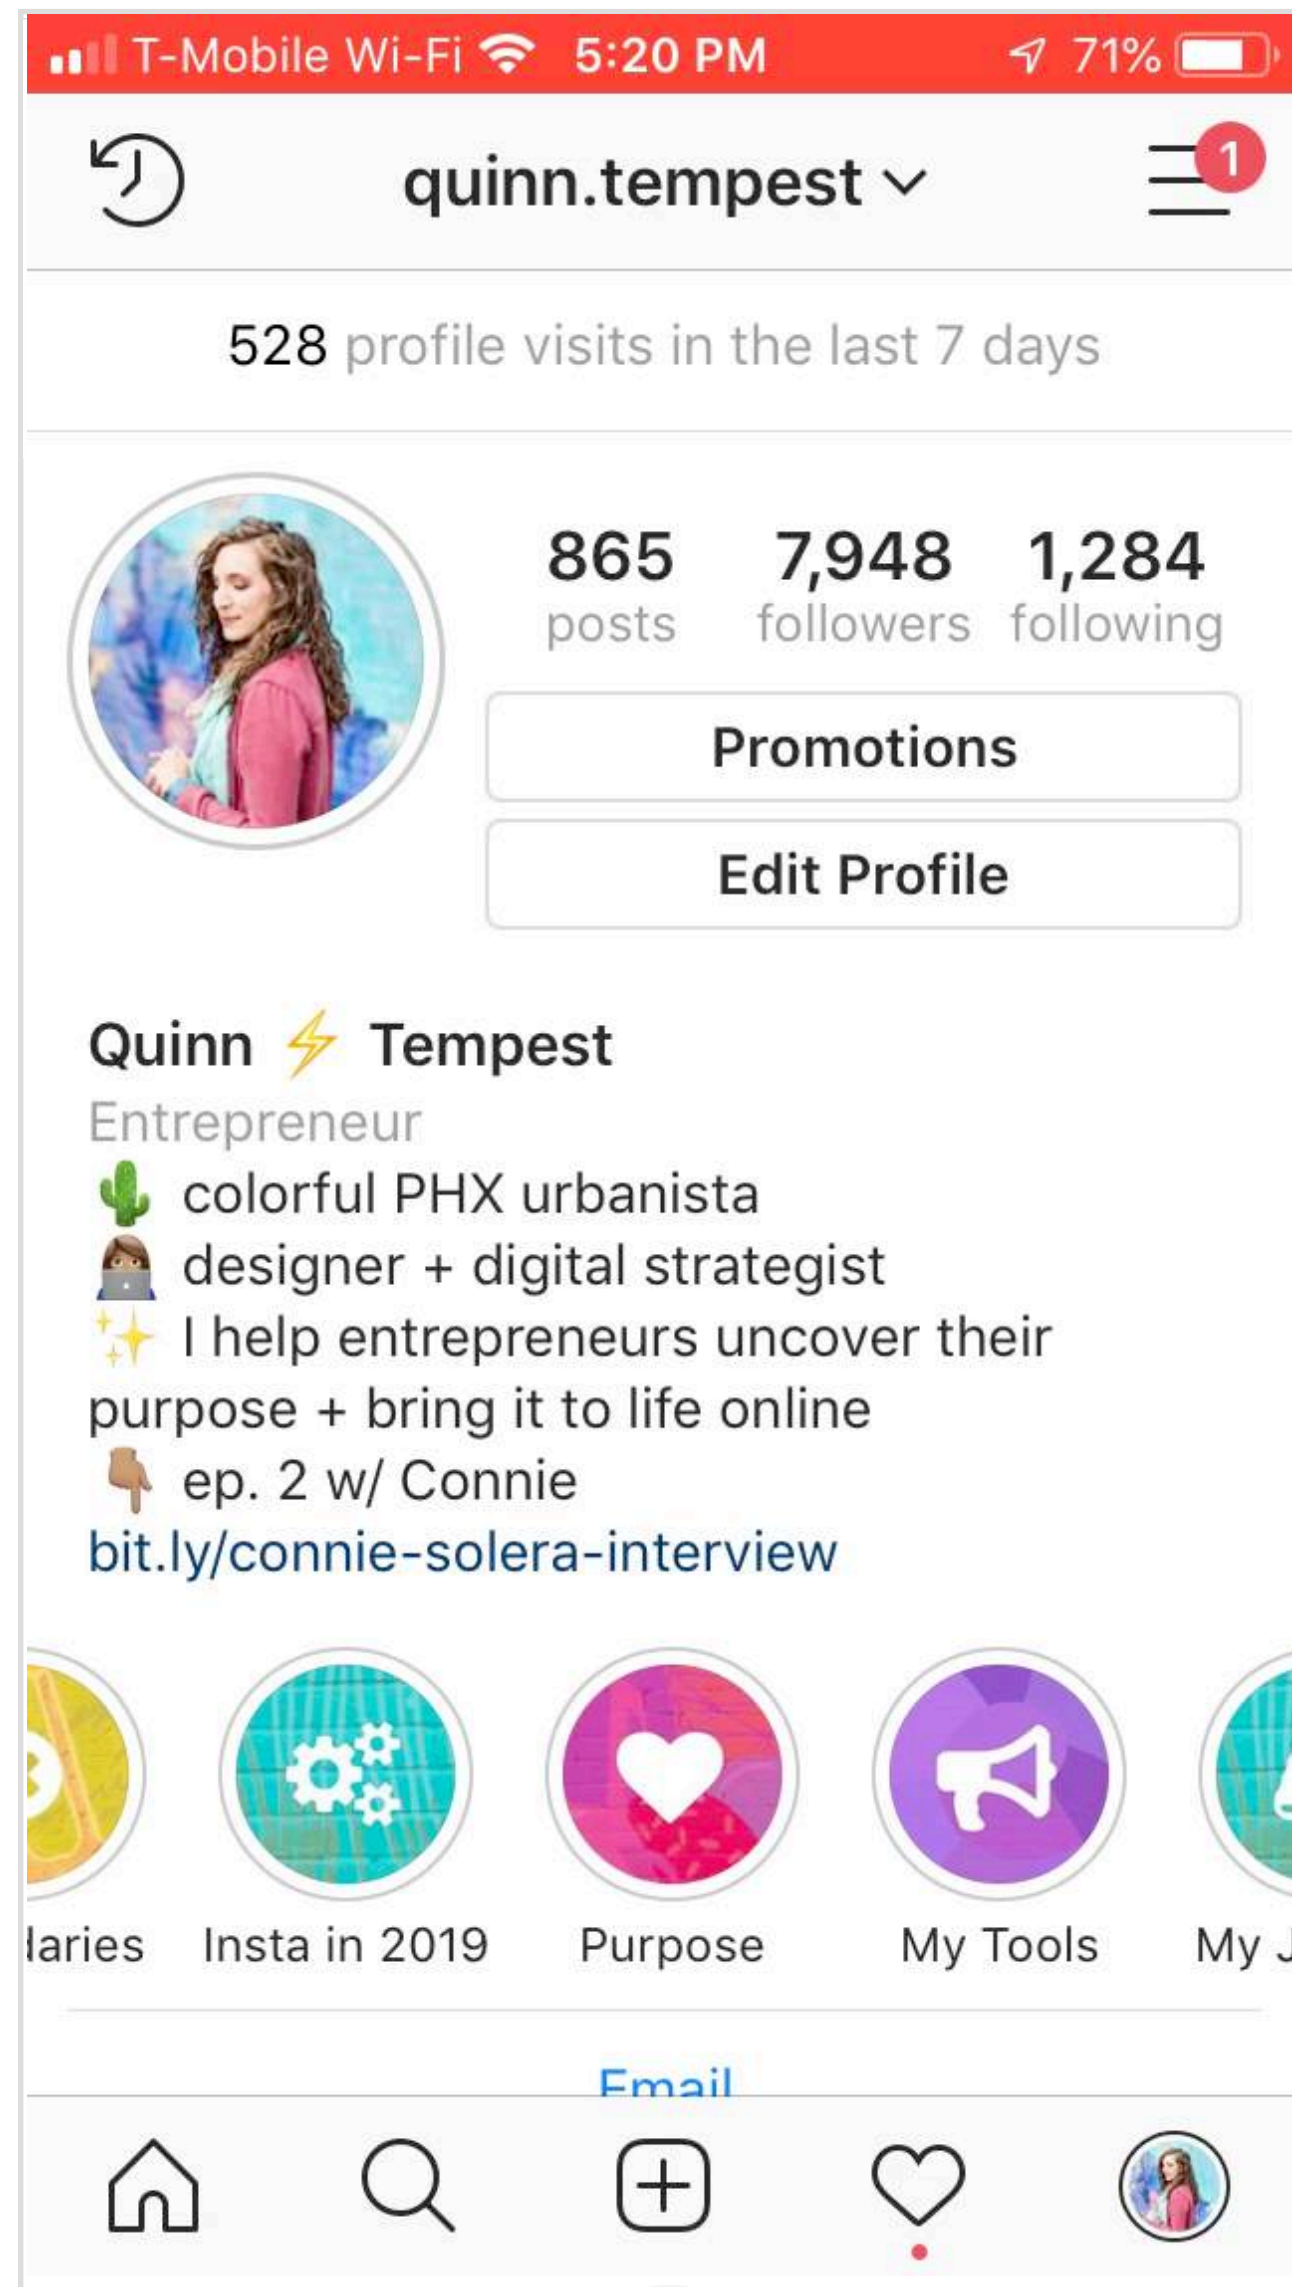 T-Mobile Wi-Fi 5:20 PM 71%
quinn.tempest
1
528 profile visits in the last 7 days
865 7,948 1,284
posts followers following
Promotions
Edit Profile
Quinn ⚡ Tempest
Entrepreneur
🌵 colorful PHX urbanista
👩🏽‍💻 designer + digital strategist
✨ I help entrepreneurs uncover their
purpose + bring it to life online
👇🏽 ep. 2 w/ Connie
bit.ly/connie-solera-interview
daries Insta in 2019 Purpose My Tools My J
Email